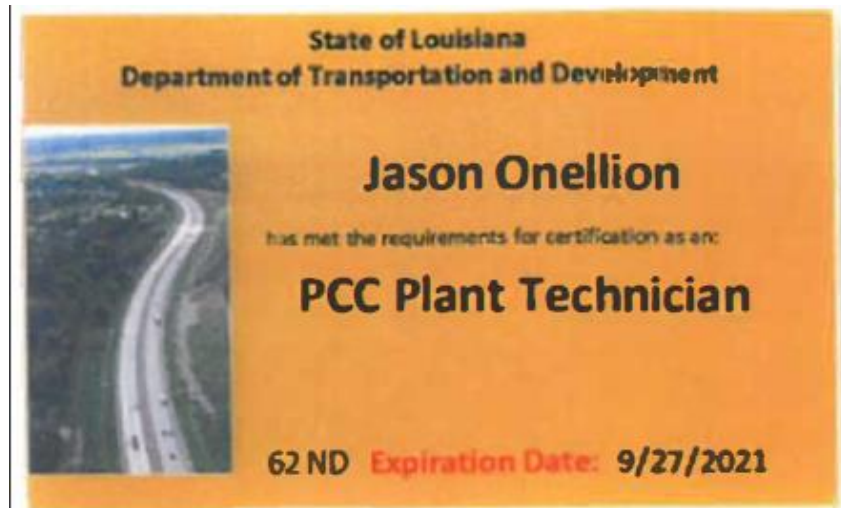 State of Louisiana
Department of Transportation and Development
Jason Onellion
has met the requirements for certification as an:
PCC Plant Technician
62 ND Expiration Date: 9/27/2021